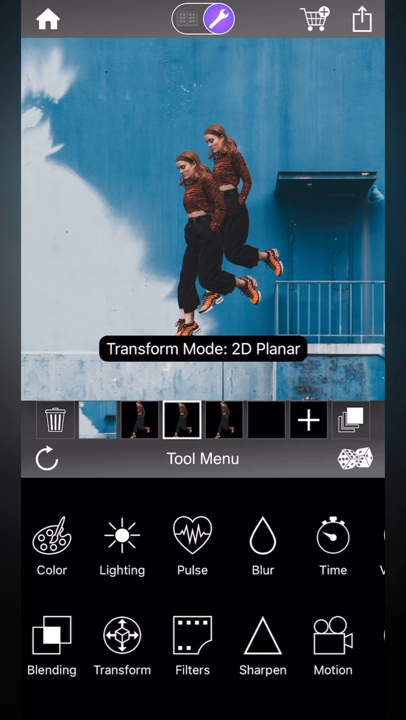 Transform Mode: 2D Planar
Tool Menu
Color
Lighting
Pulse
Blur
Time
Blending
Transform
Filters
Sharpen
Motion